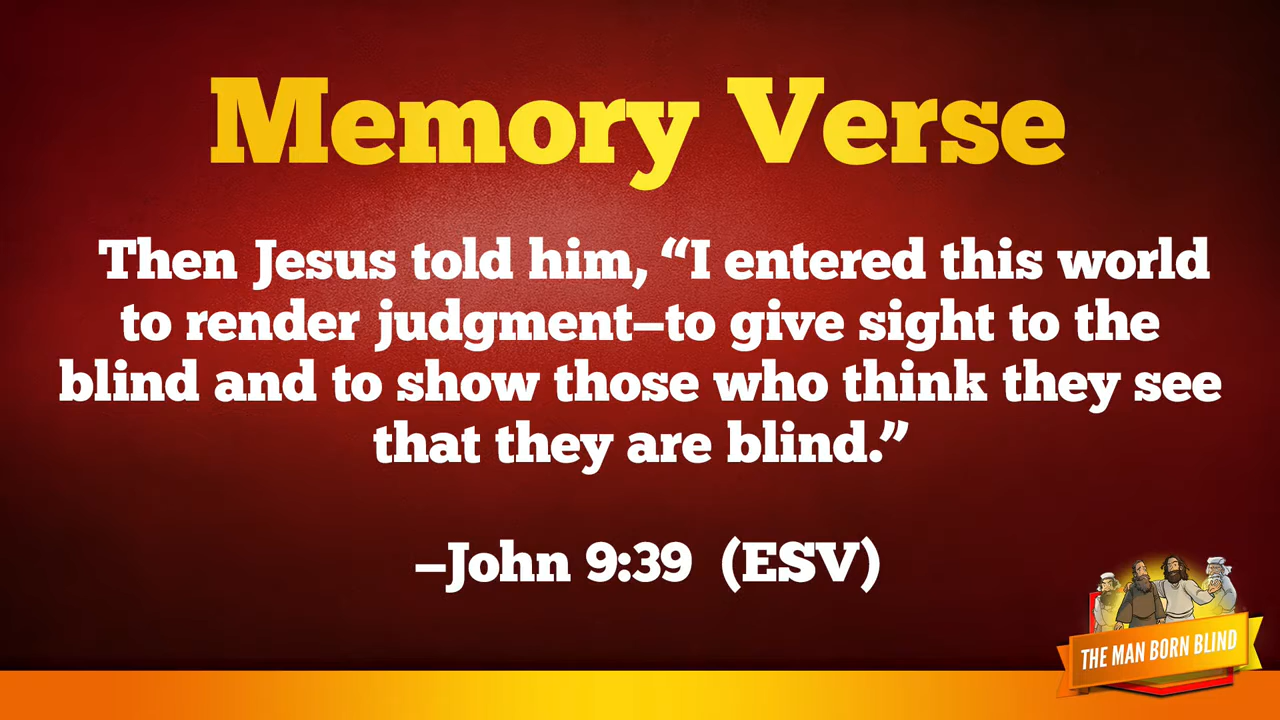 Memory Verse
Then Jesus told him, “I entered this world
to render judgment–to give sight to the
blind and to show those who think they see
that they are blind.”
–John 9:39 (ESV)
THE MAN BORN BLIND